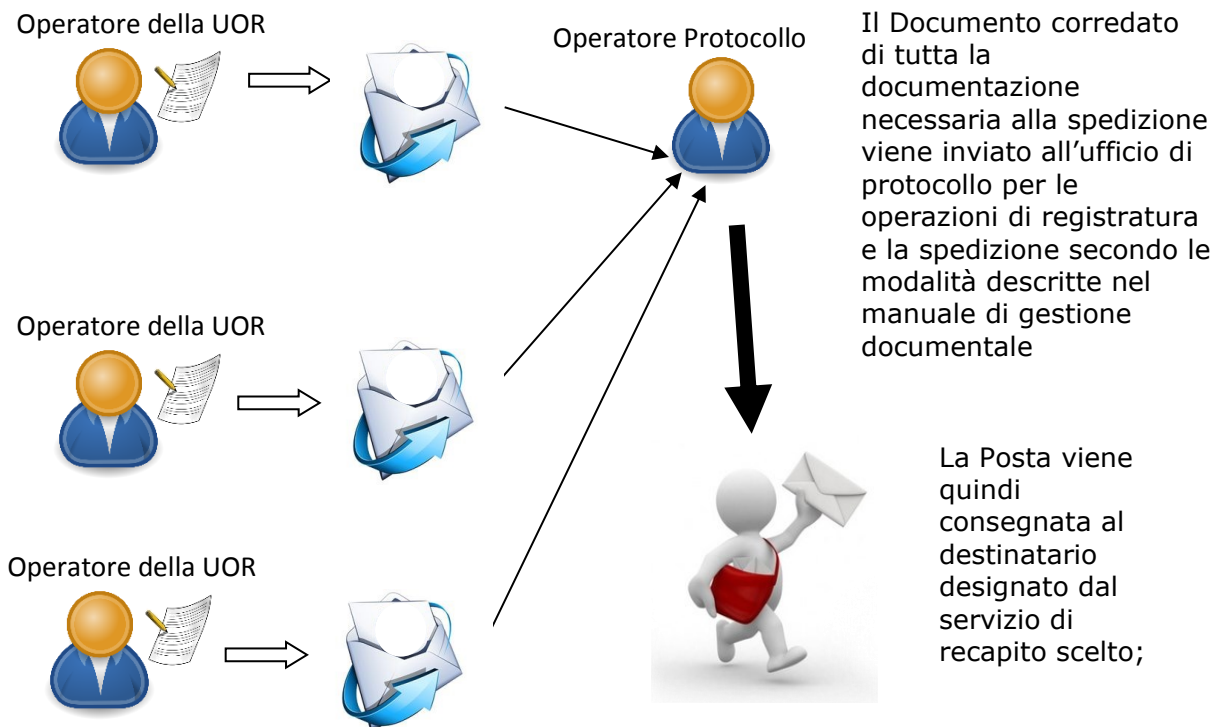 Operatore della UOR
Operatore Protocollo
Il Documento corredato
di tutta la
documentazione
necessaria alla spedizione
viene inviato all’ufficio di
protocollo per le
operazioni di registratura
e la spedizione secondo le
modalità descritte nel
manuale di gestione
documentale
Operatore della UOR
La Posta viene
quindi
consegnata al
destinatario
designato dal
servizio di
recapito scelto;
Operatore della UOR